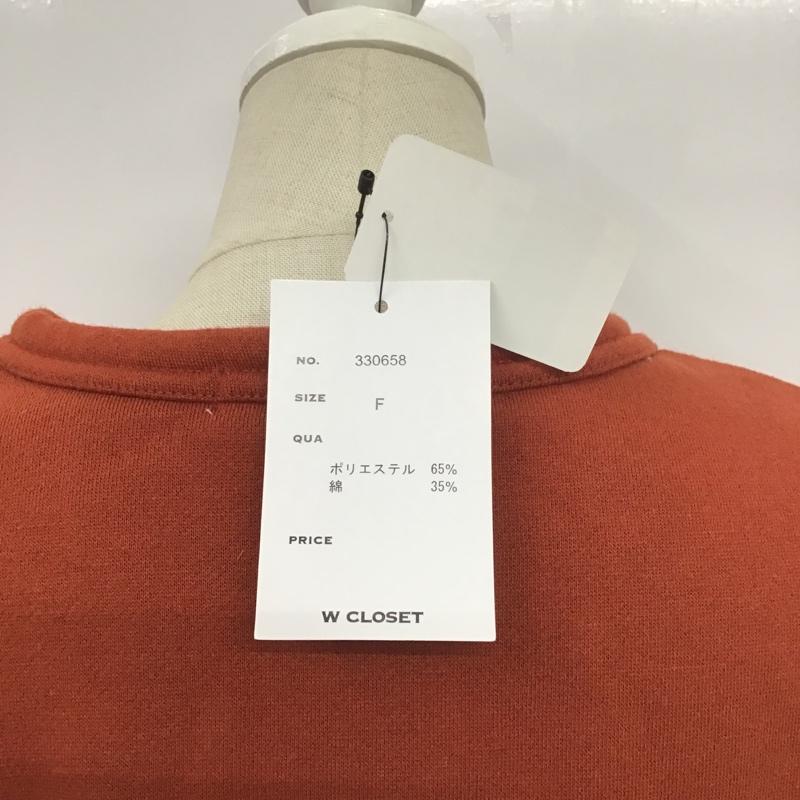 NO. 330658
SIZE F
QUA
ポリエステル 65%
綿 35%
PRICE
W CLOSET